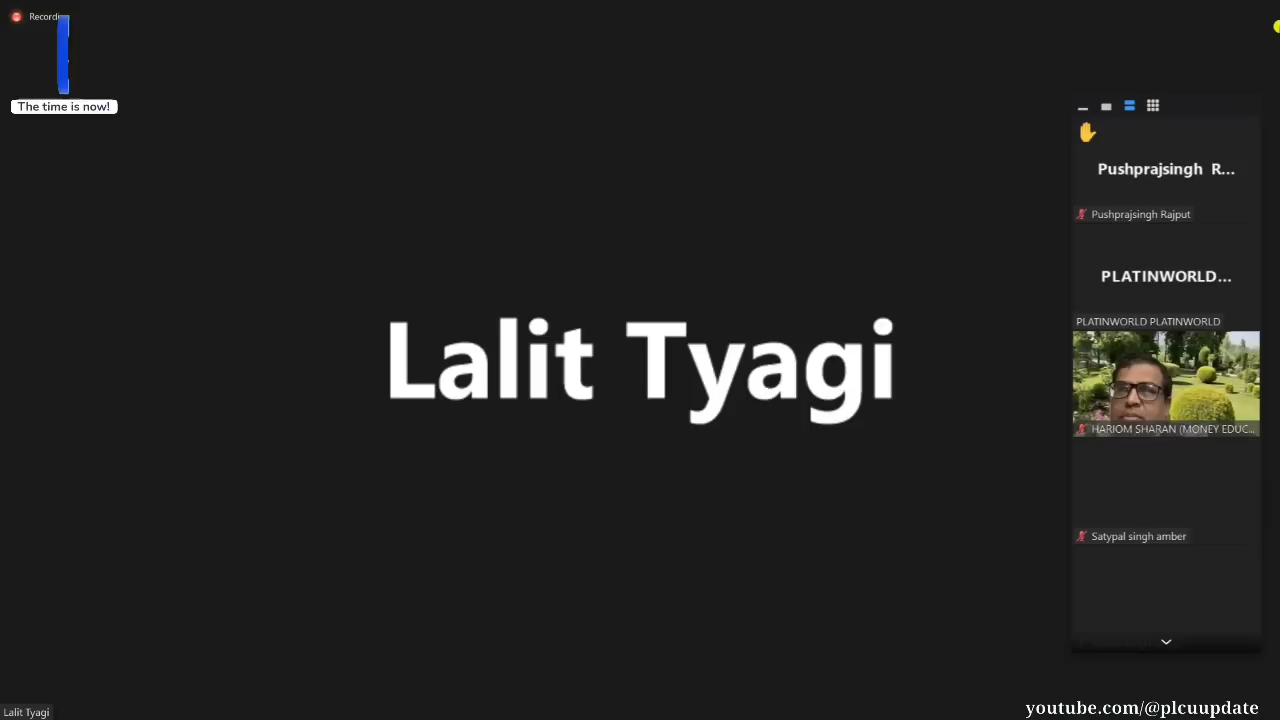 Recordi
The time is now!
Pushprajsingh R...
Pushprajsingh Rajput
PLATINWORLD...
PLATINWORLD PLATINWORLD
Lalit Tyagi
HARIOM SHARAN (MONEY EDUC...
Satypal singh amber
Lalit Tyagi
youtube.com/@plcuupdate